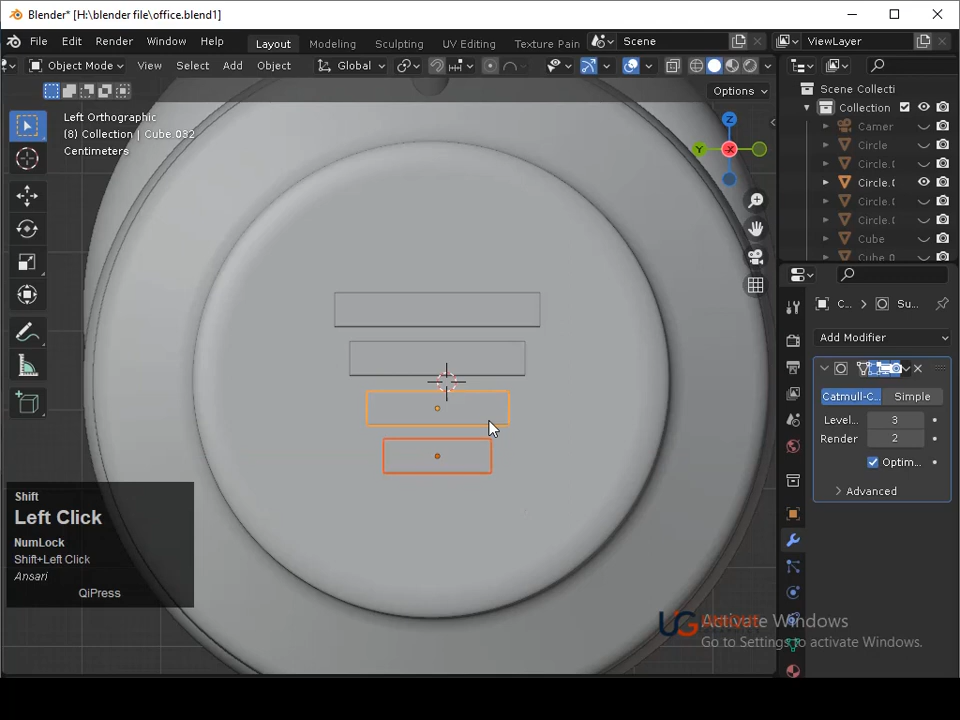 Blender* [H:\blender file\office.blend1]
File Edit Render Window Help Layout Modeling Sculpting UV Editing Texture Pain Scene ViewLayer
Object Mode View Select Add Object Global
Options
Left Orthographic
(8) Collection | Cube 032
Centimeters
Z
Y
X
Scene Collecti
Collection
Camer
Circle
Circle.(
Circle.(
Circle.(
Circle.(
Cube
Cube 0
C... Su...
Add Modifier
Catmull-C... Simple
Level... 3
Render 2
Optim...
Advanced
Shift
Left Click
NumLock
Shift+Left Click
Ansari
QiPress
UG
Activate Windows
Go to Settings to activate Windows.